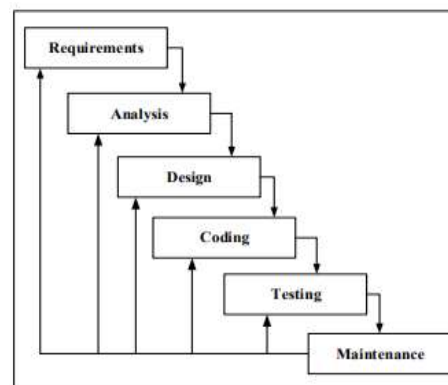 Requirements
Analysis
Design
Coding
Testing
Maintenance